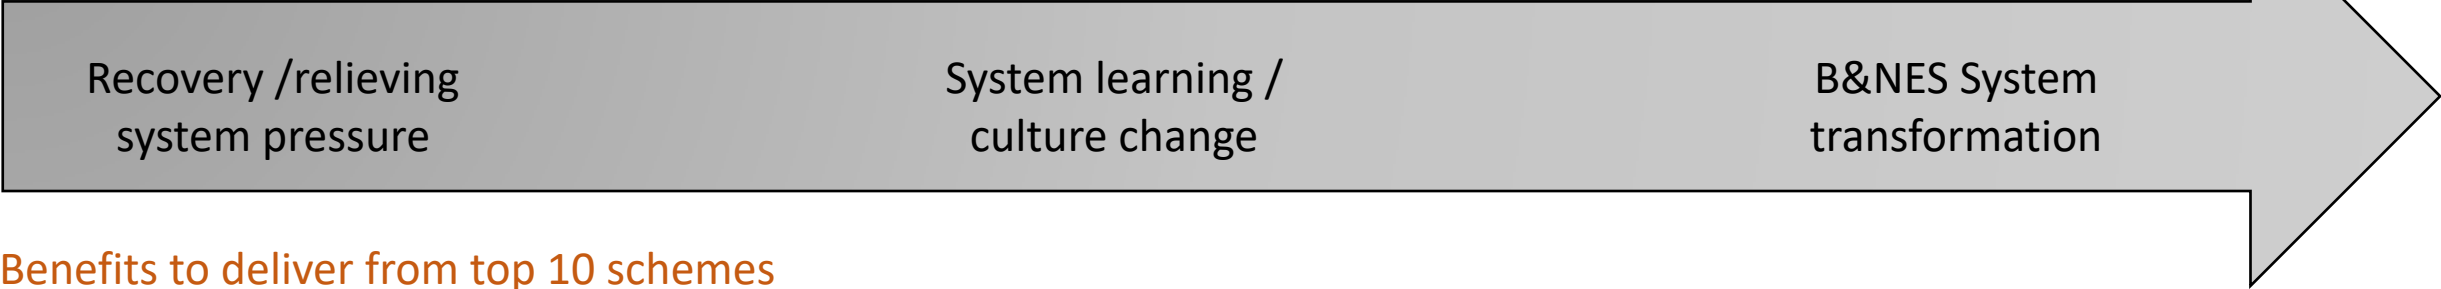 Recovery /relieving
system pressure
System learning /
culture change
B&NES System
transformation
Benefits to deliver from top 10 schemes